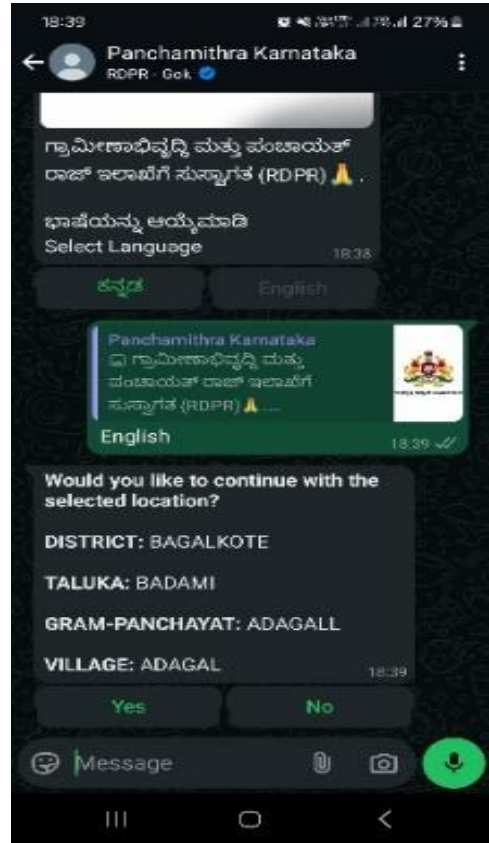 18:39
27%
Panchamithra Karnataka
RDPR - GoK
ಗ್ರಾಮೀಣಾಭಿವೃದ್ಧಿ ಮತ್ತು ಪಂಚಾಯತ್
ರಾಜ್ ಇಲಾಖೆಗೆ ಸುಸ್ವಾಗತ (RDPR) 🙏 .
ಭಾಷೆಯನ್ನು ಆಯ್ಕೆಮಾಡಿ
Select Language
18:38
ಕನ್ನಡ
English
Panchamithra Karnataka
ಗ್ರಾಮೀಣಾಭಿವೃದ್ಧಿ ಮತ್ತು
ಪಂಚಾಯತ್ ರಾಜ್ ಇಲಾಖೆಗೆ
ಸುಸ್ವಾಗತ (RDPR) 🙏 ....
English
18:39
Would you like to continue with the
selected location?
DISTRICT: BAGALKOTE
TALUKA: BADAMI
GRAM-PANCHAYAT: ADAGALL
VILLAGE: ADAGAL
18:39
Yes
No
Message